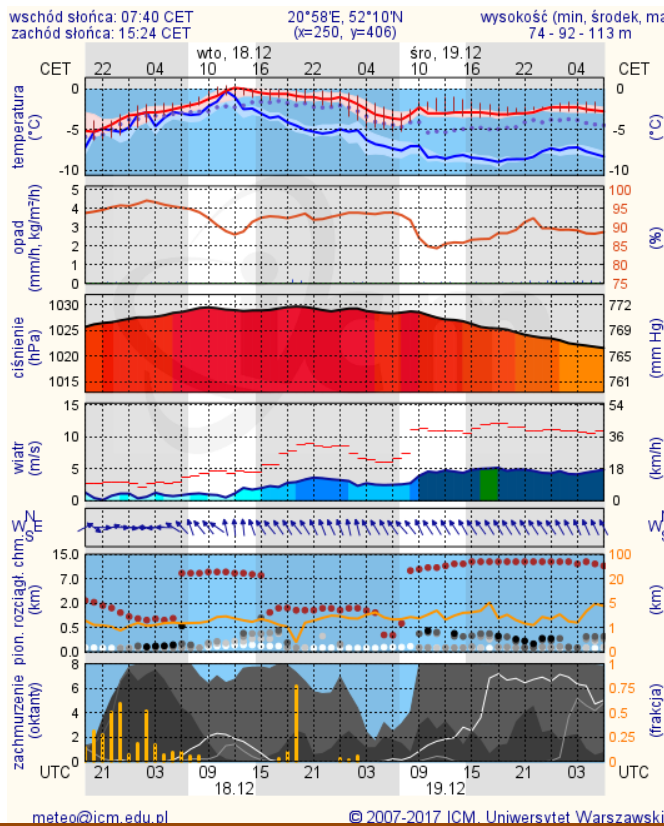 wschód słońca: 07:40 CET 20°58'E, 52°10'N wysokość (min, środek, ma
zachód słońca: 15:24 CET (x=250, y=406) 74 - 92 - 113 m
wto, 18.12 śro, 19.12
CET 22 04 10 16 22 04 10 16 22 04 CET
temperatura
(°C)
0
-5
-10
0
-5
-10
(°C)
opad
(mm/h, kg/m²/h)
5
4
3
2
1
0
100
95
90
85
80
75
(%)
ciśnienie
(hPa)
1030
1025
1020
1015
772
769
765
761
(mm Hg)
wiatr
(m/s)
15
10
5
0
54
36
18
0
(km/h)
N
W E
S
N
W
S
pion. rozciągł. chm.
(km)
15.0
7.0
2.0
0.5
0.0
100
20
5
1
0
(km)
zachmurzenie
(oktanty)
8
6
4
2
0
1
0.75
0.5
0.25
0
(frakcja)
UTC 21 03 09 15 21 03 09 15 21 03 UTC
18.12 19.12
meteo@icm.edu.pl © 2007-2017 ICM, Uniwersytet Warszawski